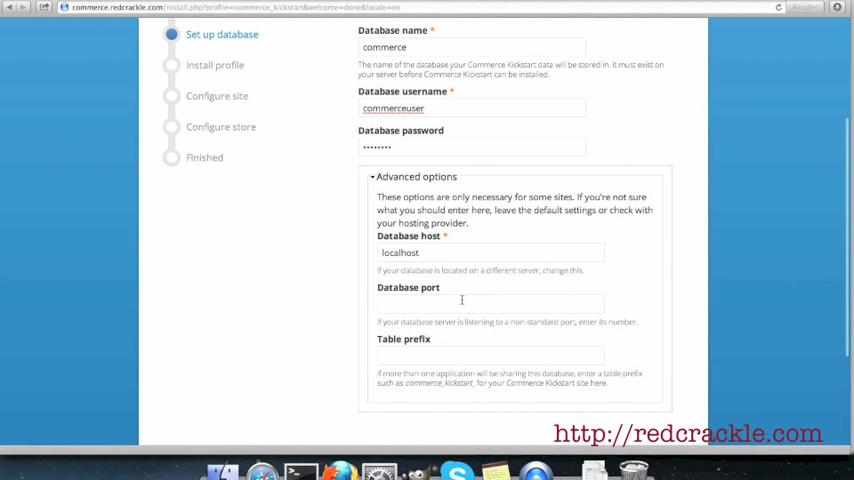 commerce.redcrackle.com/install.php?profile=commerce_kickstart&welcome=done&locale=en
Reader
Set up database
Install profile
Configure site
Configure store
Finished
Database name *
commerce
The name of the database your Commerce Kickstart data will be stored in. It must exist on
your server before Commerce Kickstart can be installed.
Database username *
commerceuser
Database password
••••••••
Advanced options
These options are only necessary for some sites. If you're not sure
what you should enter here, leave the default settings or check with
your hosting provider.
Database host *
localhost
If your database is located on a different server, change this.
Database port
If your database server is listening to a non-standard port, enter its number.
Table prefix
If more than one application will be sharing this database, enter a table prefix
such as commerce_kickstart_ for your Commerce Kickstart site here.
http://redcrackle.com